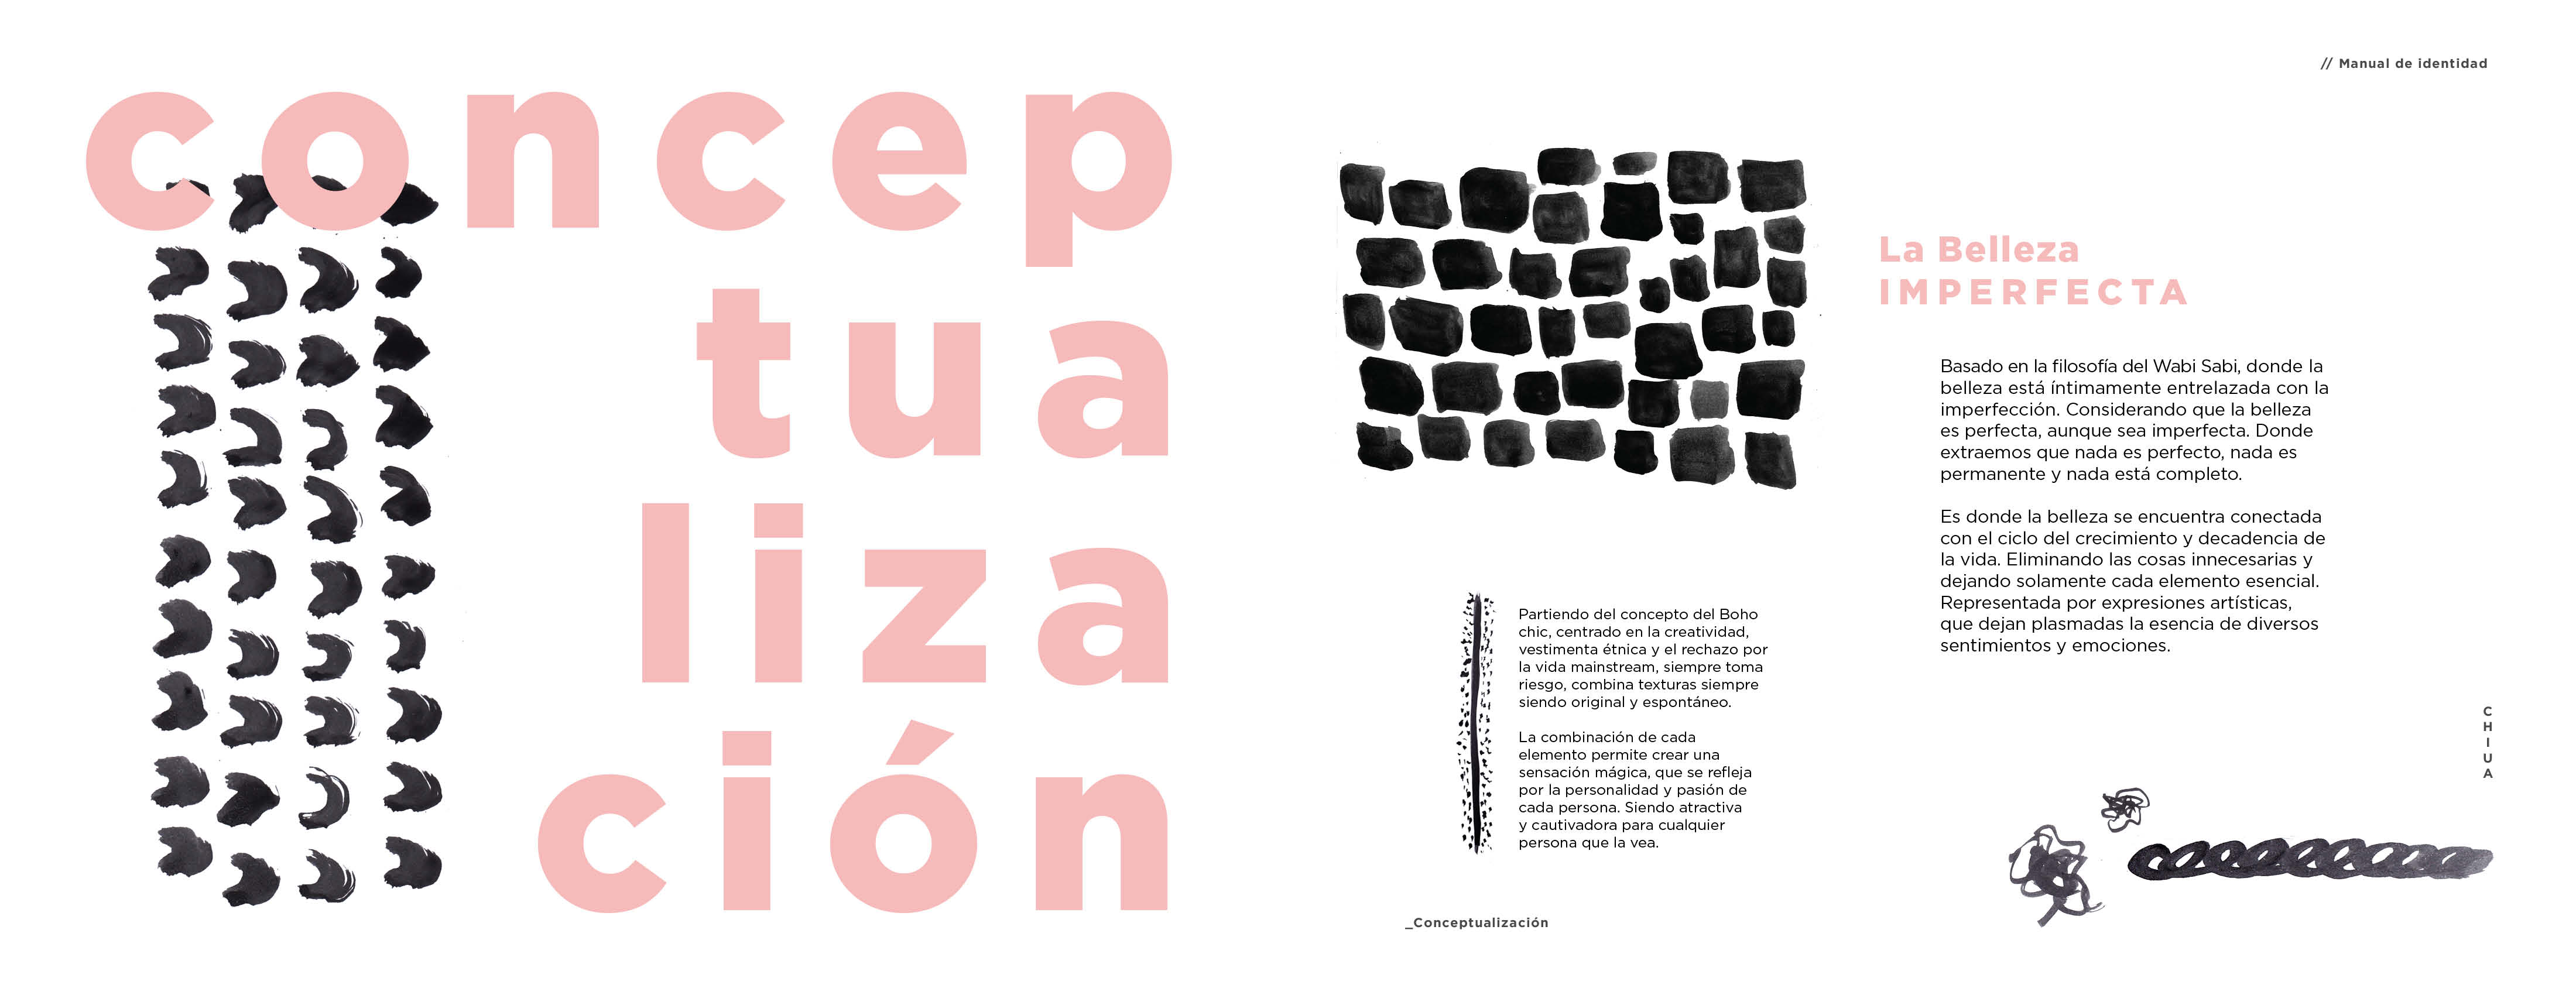 concep
tua
liza
ción
// Manual de identidad
La Belleza
IMPERFECTA
Basado en la filosofía del Wabi Sabi, donde la
belleza está íntimamente entrelazada con la
imperfección. Considerando que la belleza
es perfecta, aunque sea imperfecta. Donde
extraemos que nada es perfecto, nada es
permanente y nada está completo.
Es donde la belleza se encuentra conectada
con el ciclo del crecimiento y decadencia de
la vida. Eliminando las cosas innecesarias y
dejando solamente cada elemento esencial.
Representada por expresiones artísticas,
que dejan plasmadas la esencia de diversos
sentimientos y emociones.
Partiendo del concepto del Boho
chic, centrado en la creatividad,
vestimenta étnica y el rechazo por
la vida mainstream, siempre toma
riesgo, combina texturas siempre
siendo original y espontáneo.
La combinación de cada
elemento permite crear una
sensación mágica, que se refleja
por la personalidad y pasión de
cada persona. Siendo atractiva
y cautivadora para cualquier
persona que la vea.
CHIUA
_Conceptualización